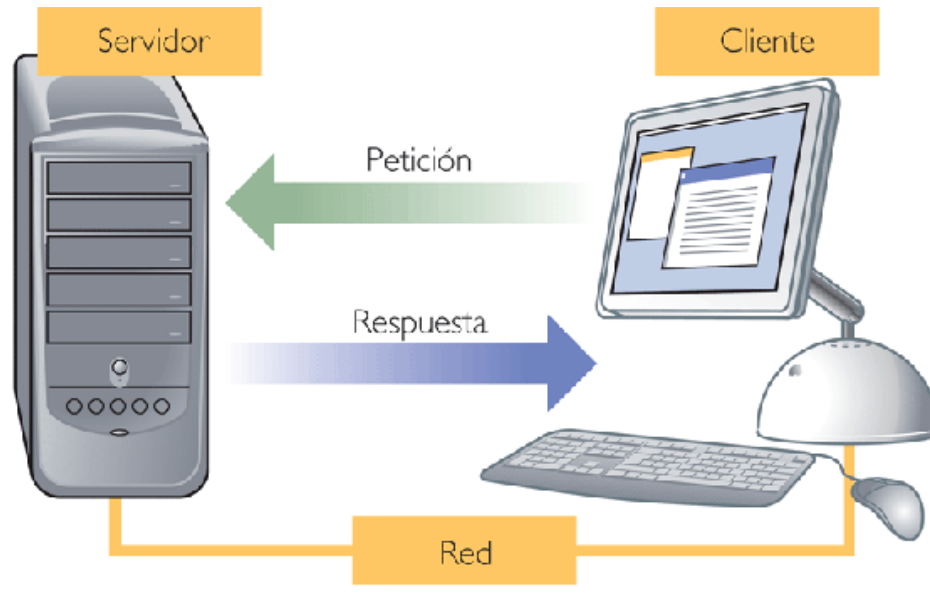 Servidor
Cliente
Petición
Respuesta
Red